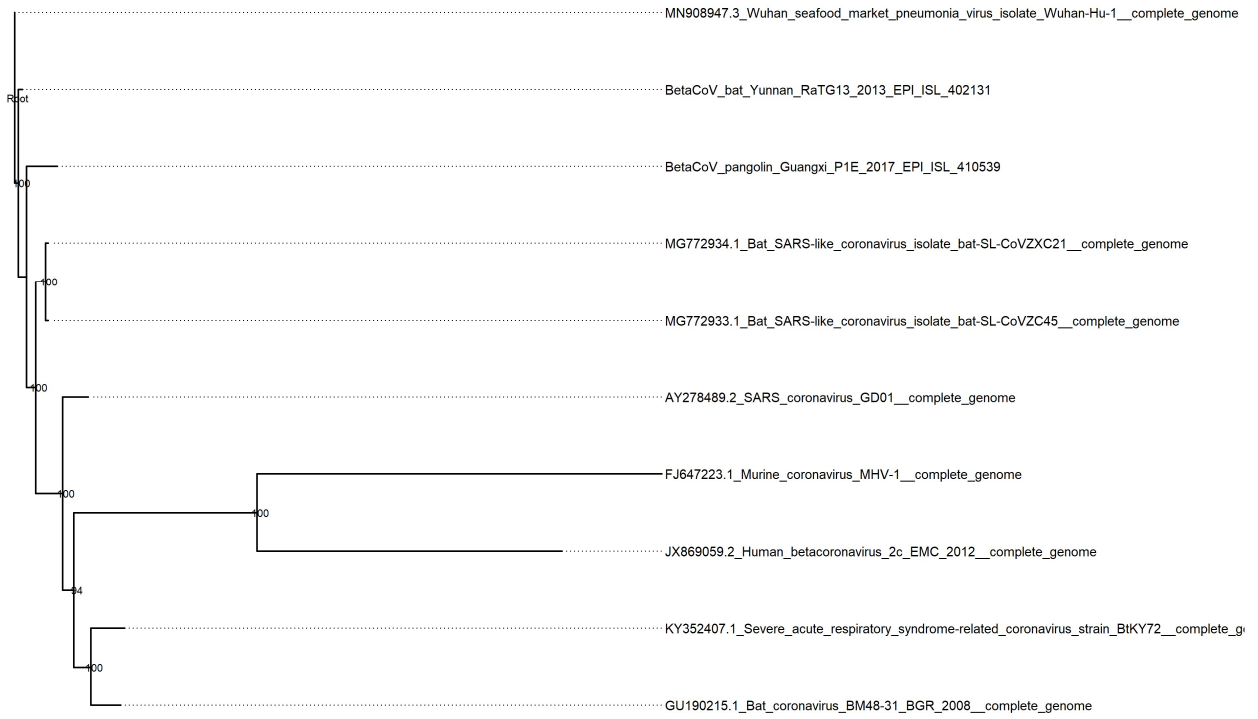 MN908947.3_Wuhan_seafood_market_pneumonia_virus_isolate_Wuhan-Hu-1__complete_genome
BetaCoV_bat_Yunnan_RaTG13_2013_EPI_ISL_402131
Root
BetaCoV_pangolin_Guangxi_P1E_2017_EPI_ISL_410539
100
MG772934.1_Bat_SARS-like_coronavirus_isolate_bat-SL-CoVZXC21__complete_genome
100
MG772933.1_Bat_SARS-like_coronavirus_isolate_bat-SL-CoVZC45__complete_genome
100
AY278489.2_SARS_coronavirus_GD01__complete_genome
FJ647223.1_Murine_coronavirus_MHV-1__complete_genome
100
100
JX869059.2_Human_betacoronavirus_2c_EMC_2012__complete_genome
94
KY352407.1_Severe_acute_respiratory_syndrome-related_coronavirus_strain_BtKY72__complete_g
100
GU190215.1_Bat_coronavirus_BM48-31_BGR_2008__complete_genome